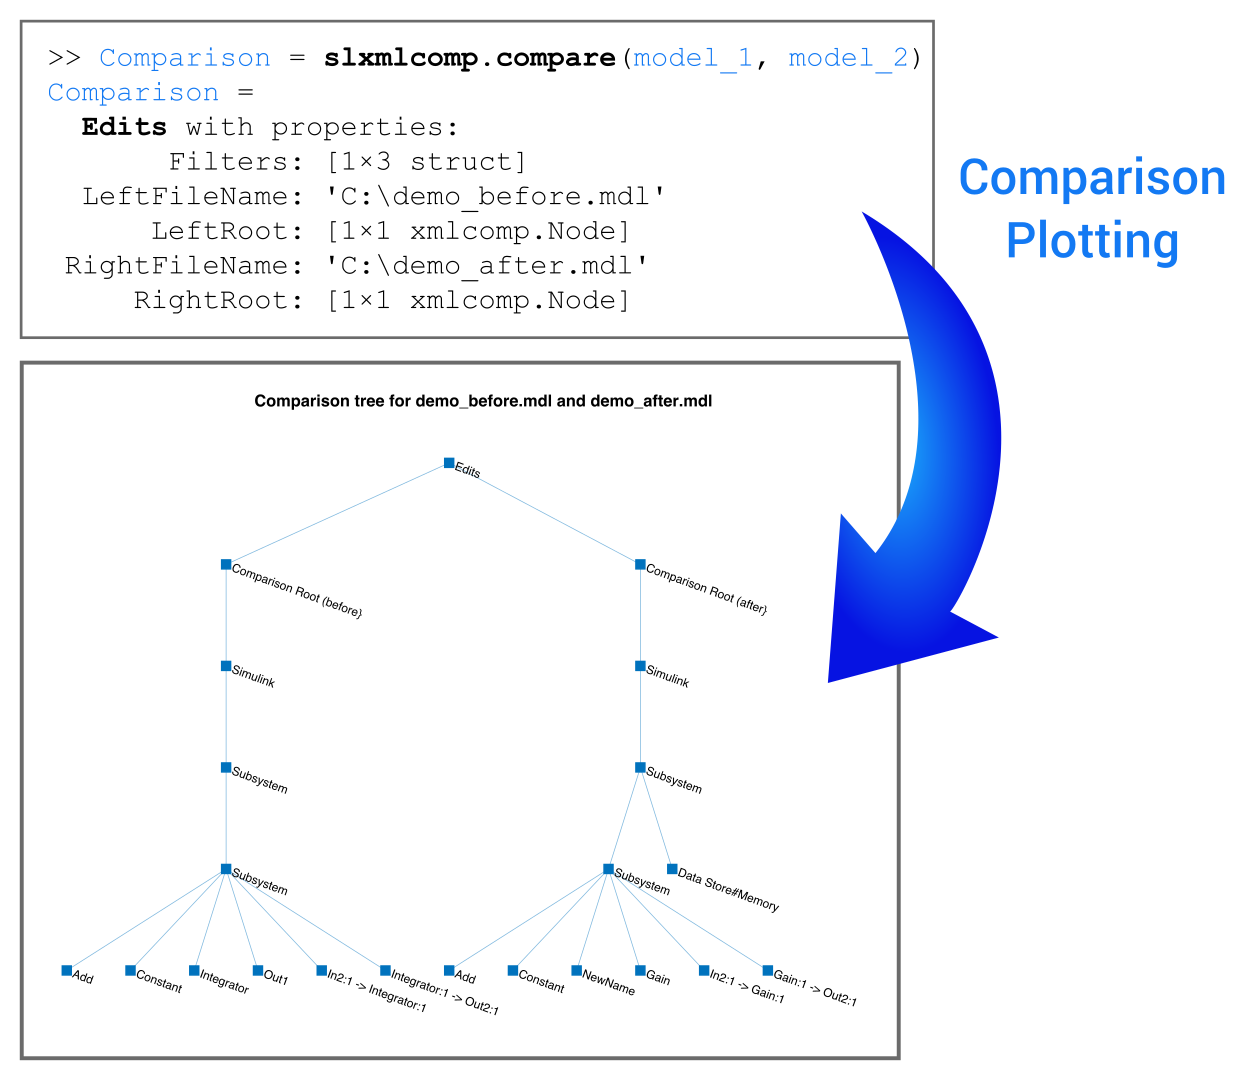 >> Comparison = slxmlcomp.compare(model_1, model_2)
Comparison =
Edits with properties:
Filters: [1×3 struct]
LeftFileName: 'C:\demo_before.mdl'
LeftRoot: [1×1 xmlcomp.Node]
RightFileName: 'C:\demo_after.mdl'
RightRoot: [1×1 xmlcomp.Node]
Comparison
Plotting
Comparison tree for demo_before.mdl and demo_after.mdl
Edits
Comparison Root (before}
Comparison Root (after}
Simulink
Simulink
Subsystem
Subsystem
Subsystem
Subsystem
Data Store#Memory
Add
Constant
Integrator
Out1
In2:1 -> Integrator:1
Integrator:1 -> Out2:1
Add
Constant
NewName
Gain
In2:1 -> Gain:1
Gain:1 -> Out2:1